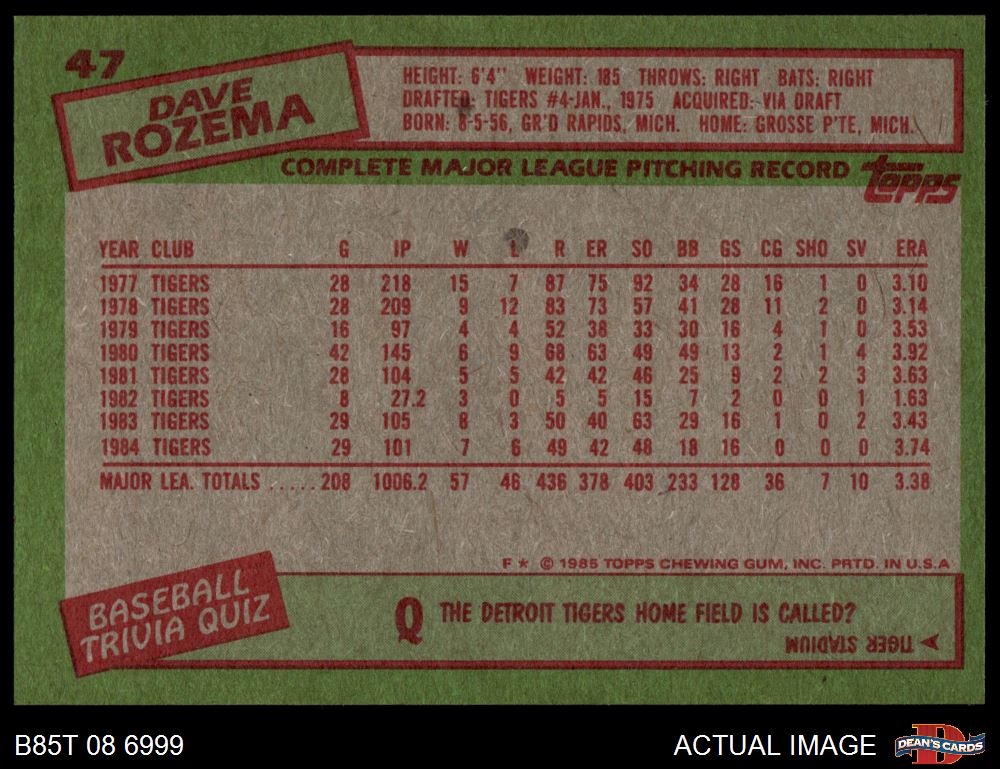 47
DAVE
ROZEMA
HEIGHT: 6'4" WEIGHT: 185 THROWS: RIGHT BATS: RIGHT
DRAFTED: TIGERS #4-JAN., 1975 ACQUIRED: VIA DRAFT
BORN: 8-5-56, GR'D RAPIDS, MICH. HOME: GROSSE P'TE, MICH.
COMPLETE MAJOR LEAGUE PITCHING RECORD
topps
YEAR CLUB G IP W L R ER SO BB GS CG SHO SV ERA
1977 TIGERS 28 218 15 7 87 75 92 34 28 16 1 0 3.10
1978 TIGERS 28 209 9 12 83 73 57 41 28 11 2 0 3.14
1979 TIGERS 16 97 4 4 52 38 33 30 16 4 1 0 3.53
1980 TIGERS 42 145 6 9 68 63 49 49 13 2 1 4 3.92
1981 TIGERS 28 104 5 5 42 42 46 25 9 2 2 3 3.63
1982 TIGERS 8 27.2 3 0 5 5 15 7 2 0 0 1 1.63
1983 TIGERS 29 105 8 3 50 40 63 29 16 1 0 2 3.43
1984 TIGERS 29 101 7 6 49 42 48 18 16 0 0 0 3.74
MAJOR LEA. TOTALS ..... 208 1006.2 57 46 436 378 403 233 128 36 7 10 3.38
F * © 1985 TOPPS CHEWING GUM, INC. PRTD. IN U.S.A
BASEBALL
TRIVIA QUIZ
Q THE DETROIT TIGERS HOME FIELD IS CALLED?
TIGER STADIUM
B85T 08 6999
ACTUAL IMAGE
DEAN'S CARDS